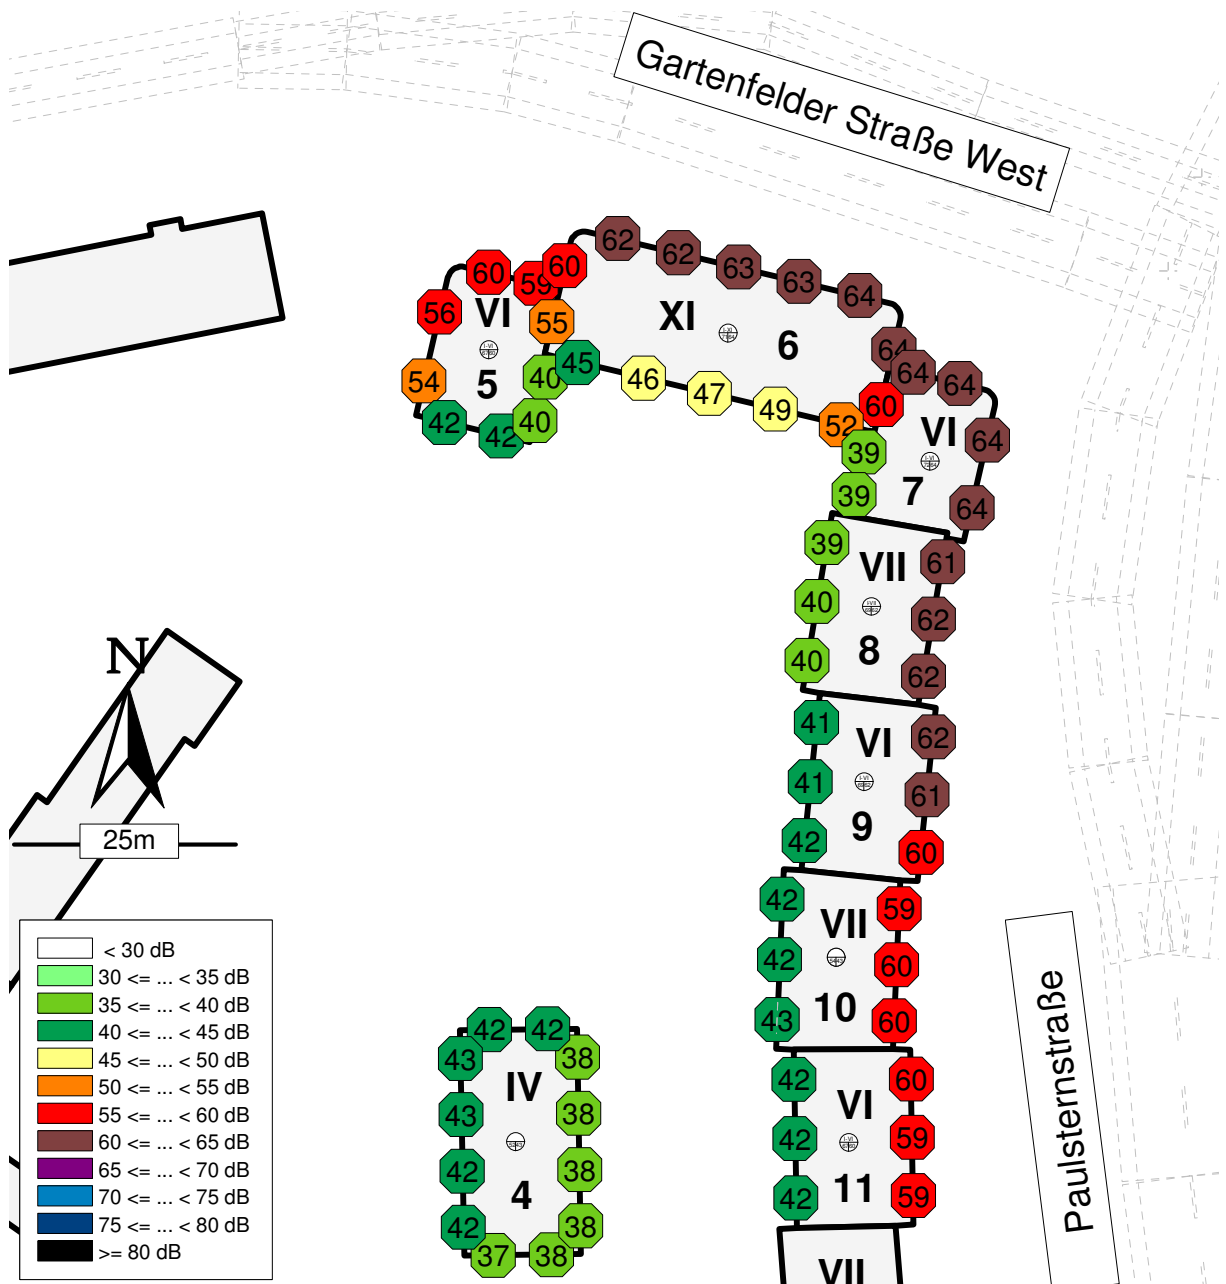 Gartenfelder Straße West
62
62
63
63
64
60
59
60
56
VI
55
XI
6
64
64
64
54
5
40
45
46
47
49
52
60
42
42
40
39
VI
64
39
7
64
39
VII
61
40
62
40
8
62
N
41
VI
62
41
61
25m
42
9
60
42
VII
59
42
60
43
10
60
42
42
43
38
IV
43
38
42
38
4
42
38
37
38
42
VI
60
42
59
42
11
59
VII
Paulsternstraße
< 30 dB
30 <= ... < 35 dB
35 <= ... < 40 dB
40 <= ... < 45 dB
45 <= ... < 50 dB
50 <= ... < 55 dB
55 <= ... < 60 dB
60 <= ... < 65 dB
65 <= ... < 70 dB
70 <= ... < 75 dB
75 <= ... < 80 dB
>= 80 dB